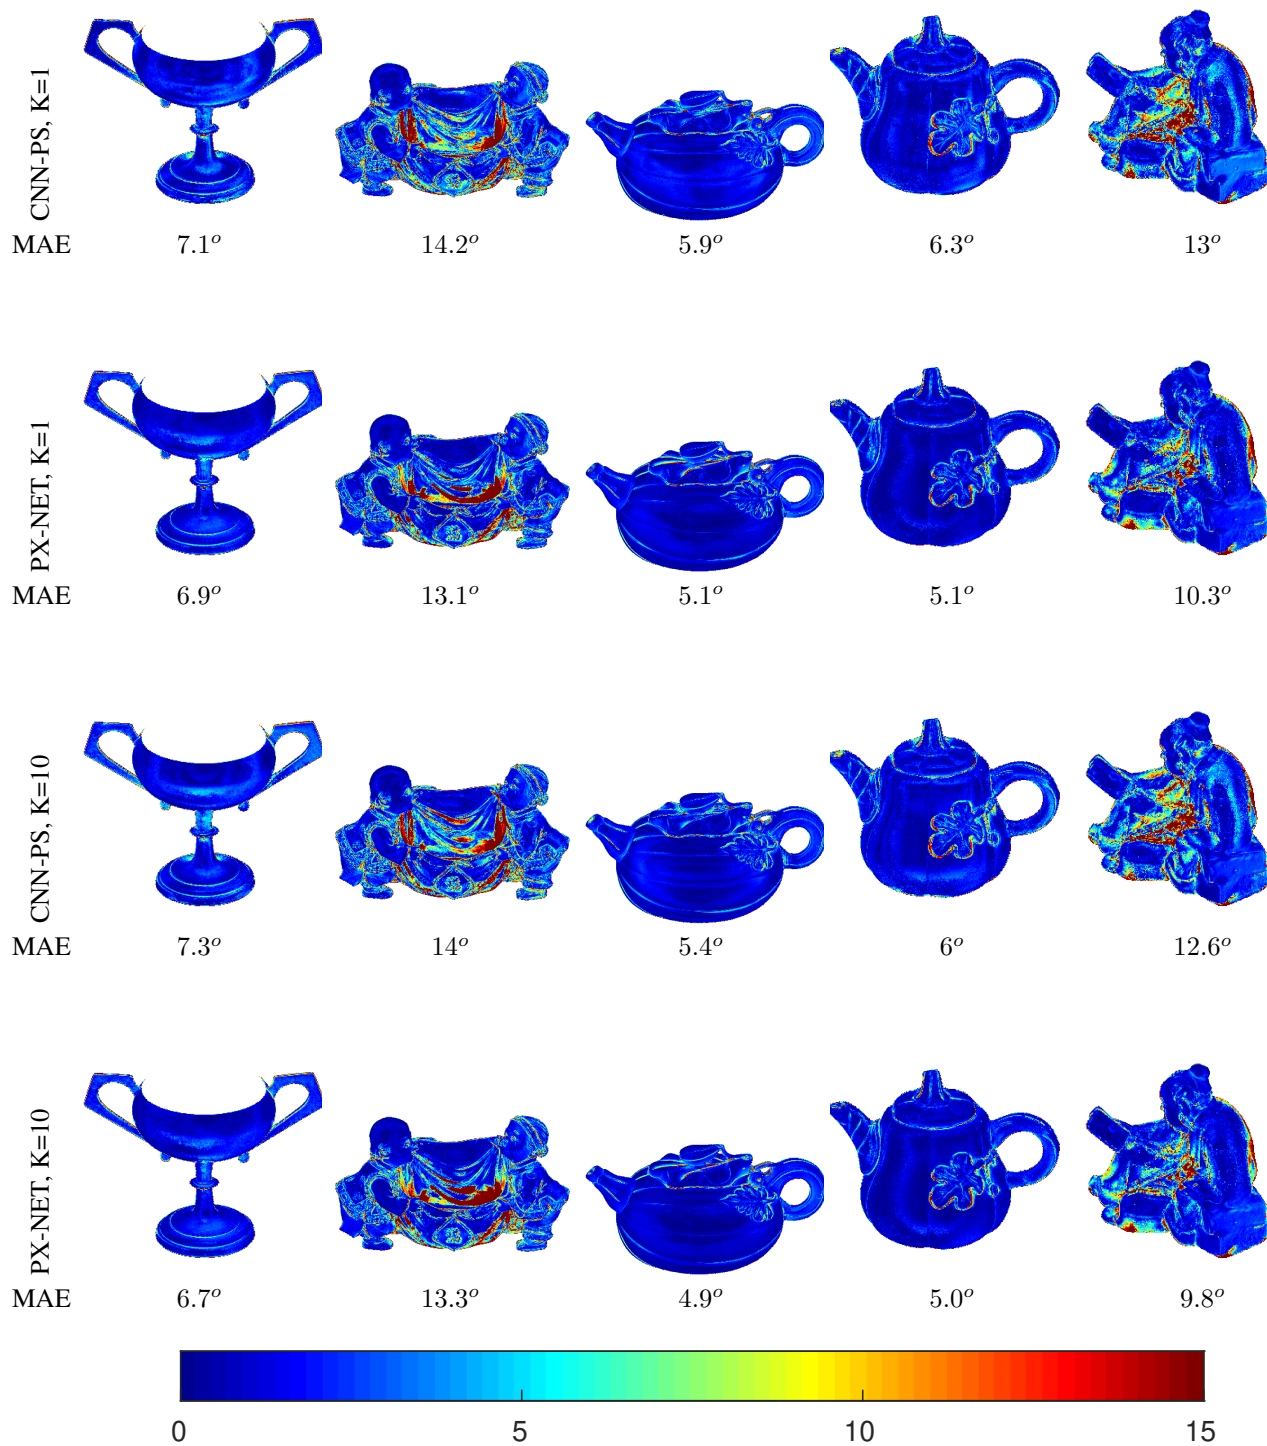 CNN-PS, K=1
MAE 7.1° 14.2° 5.9° 6.3° 13°
PX-NET, K=1
MAE 6.9° 13.1° 5.1° 5.1° 10.3°
CNN-PS, K=10
MAE 7.3° 14° 5.4° 6° 12.6°
PX-NET, K=10
MAE 6.7° 13.3° 4.9° 5.0° 9.8°
0 5 10 15